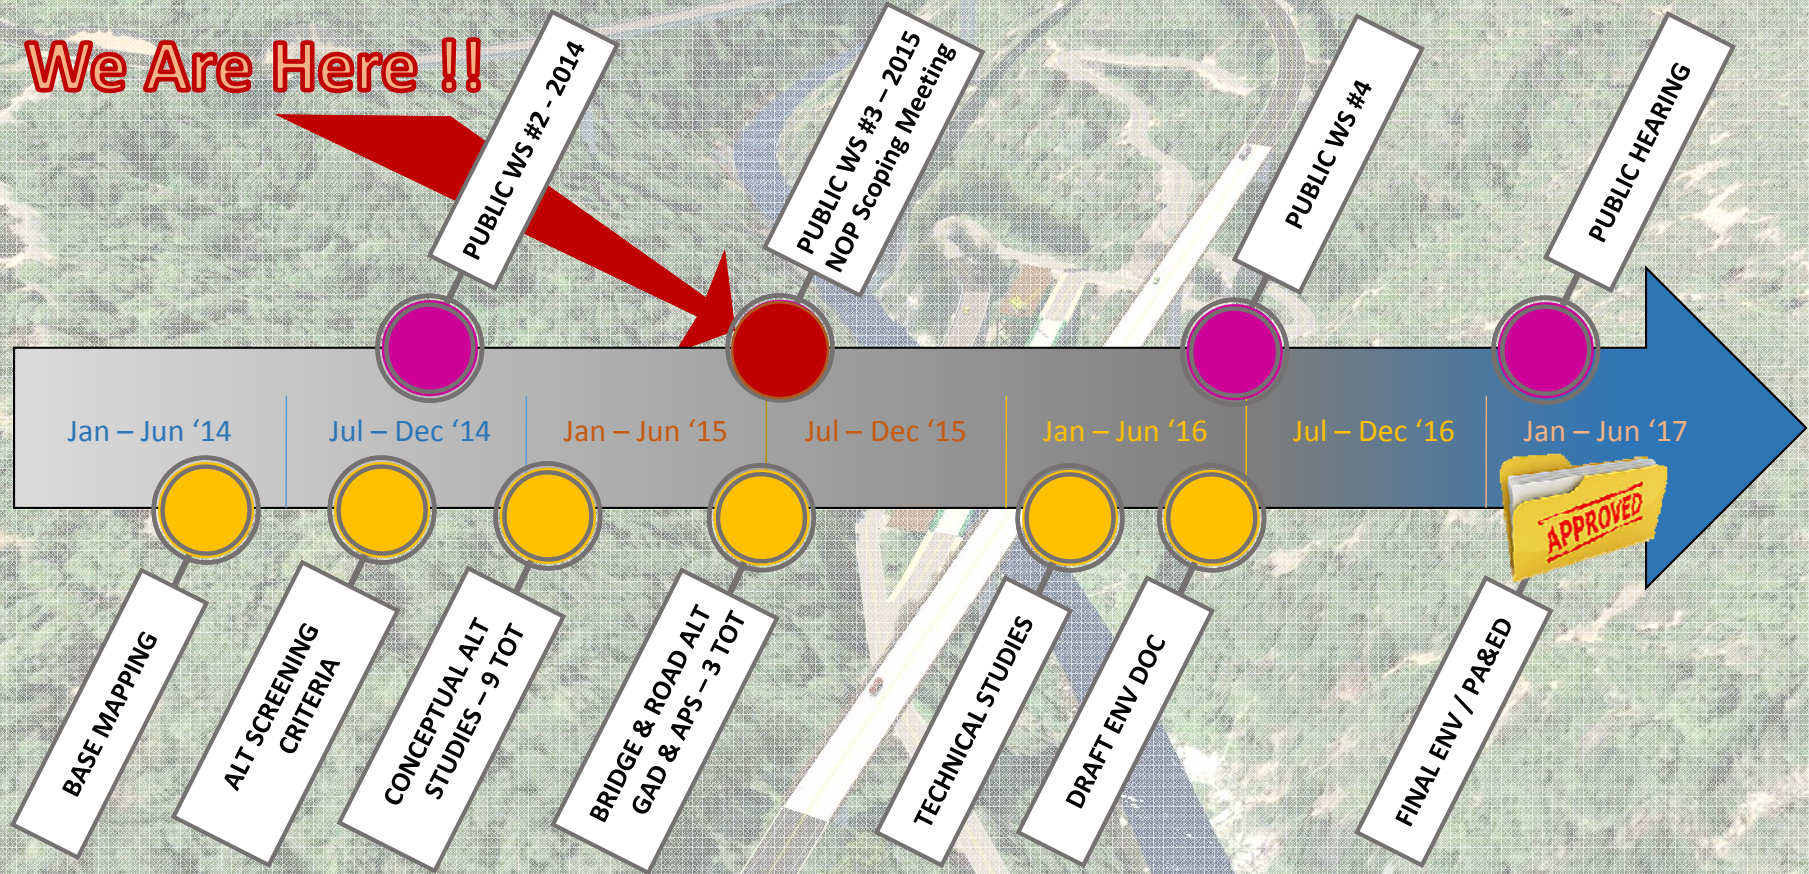 We Are Here !!
PUBLIC WS #2 - 2014
PUBLIC WS #3 – 2015
NOP Scoping Meeting
PUBLIC WS #4
PUBLIC HEARING
Jan – Jun ‘14
Jul – Dec ‘14
Jan – Jun ‘15
Jul – Dec ‘15
Jan – Jun ‘16
Jul – Dec ‘16
Jan – Jun ‘17
APPROVED
BASE MAPPING
ALT SCREENING
CRITERIA
CONCEPTUAL ALT
STUDIES – 9 TOT
BRIDGE & ROAD ALT
GAD & APS – 3 TOT
TECHNICAL STUDIES
DRAFT ENV DOC
FINAL ENV / PA&ED